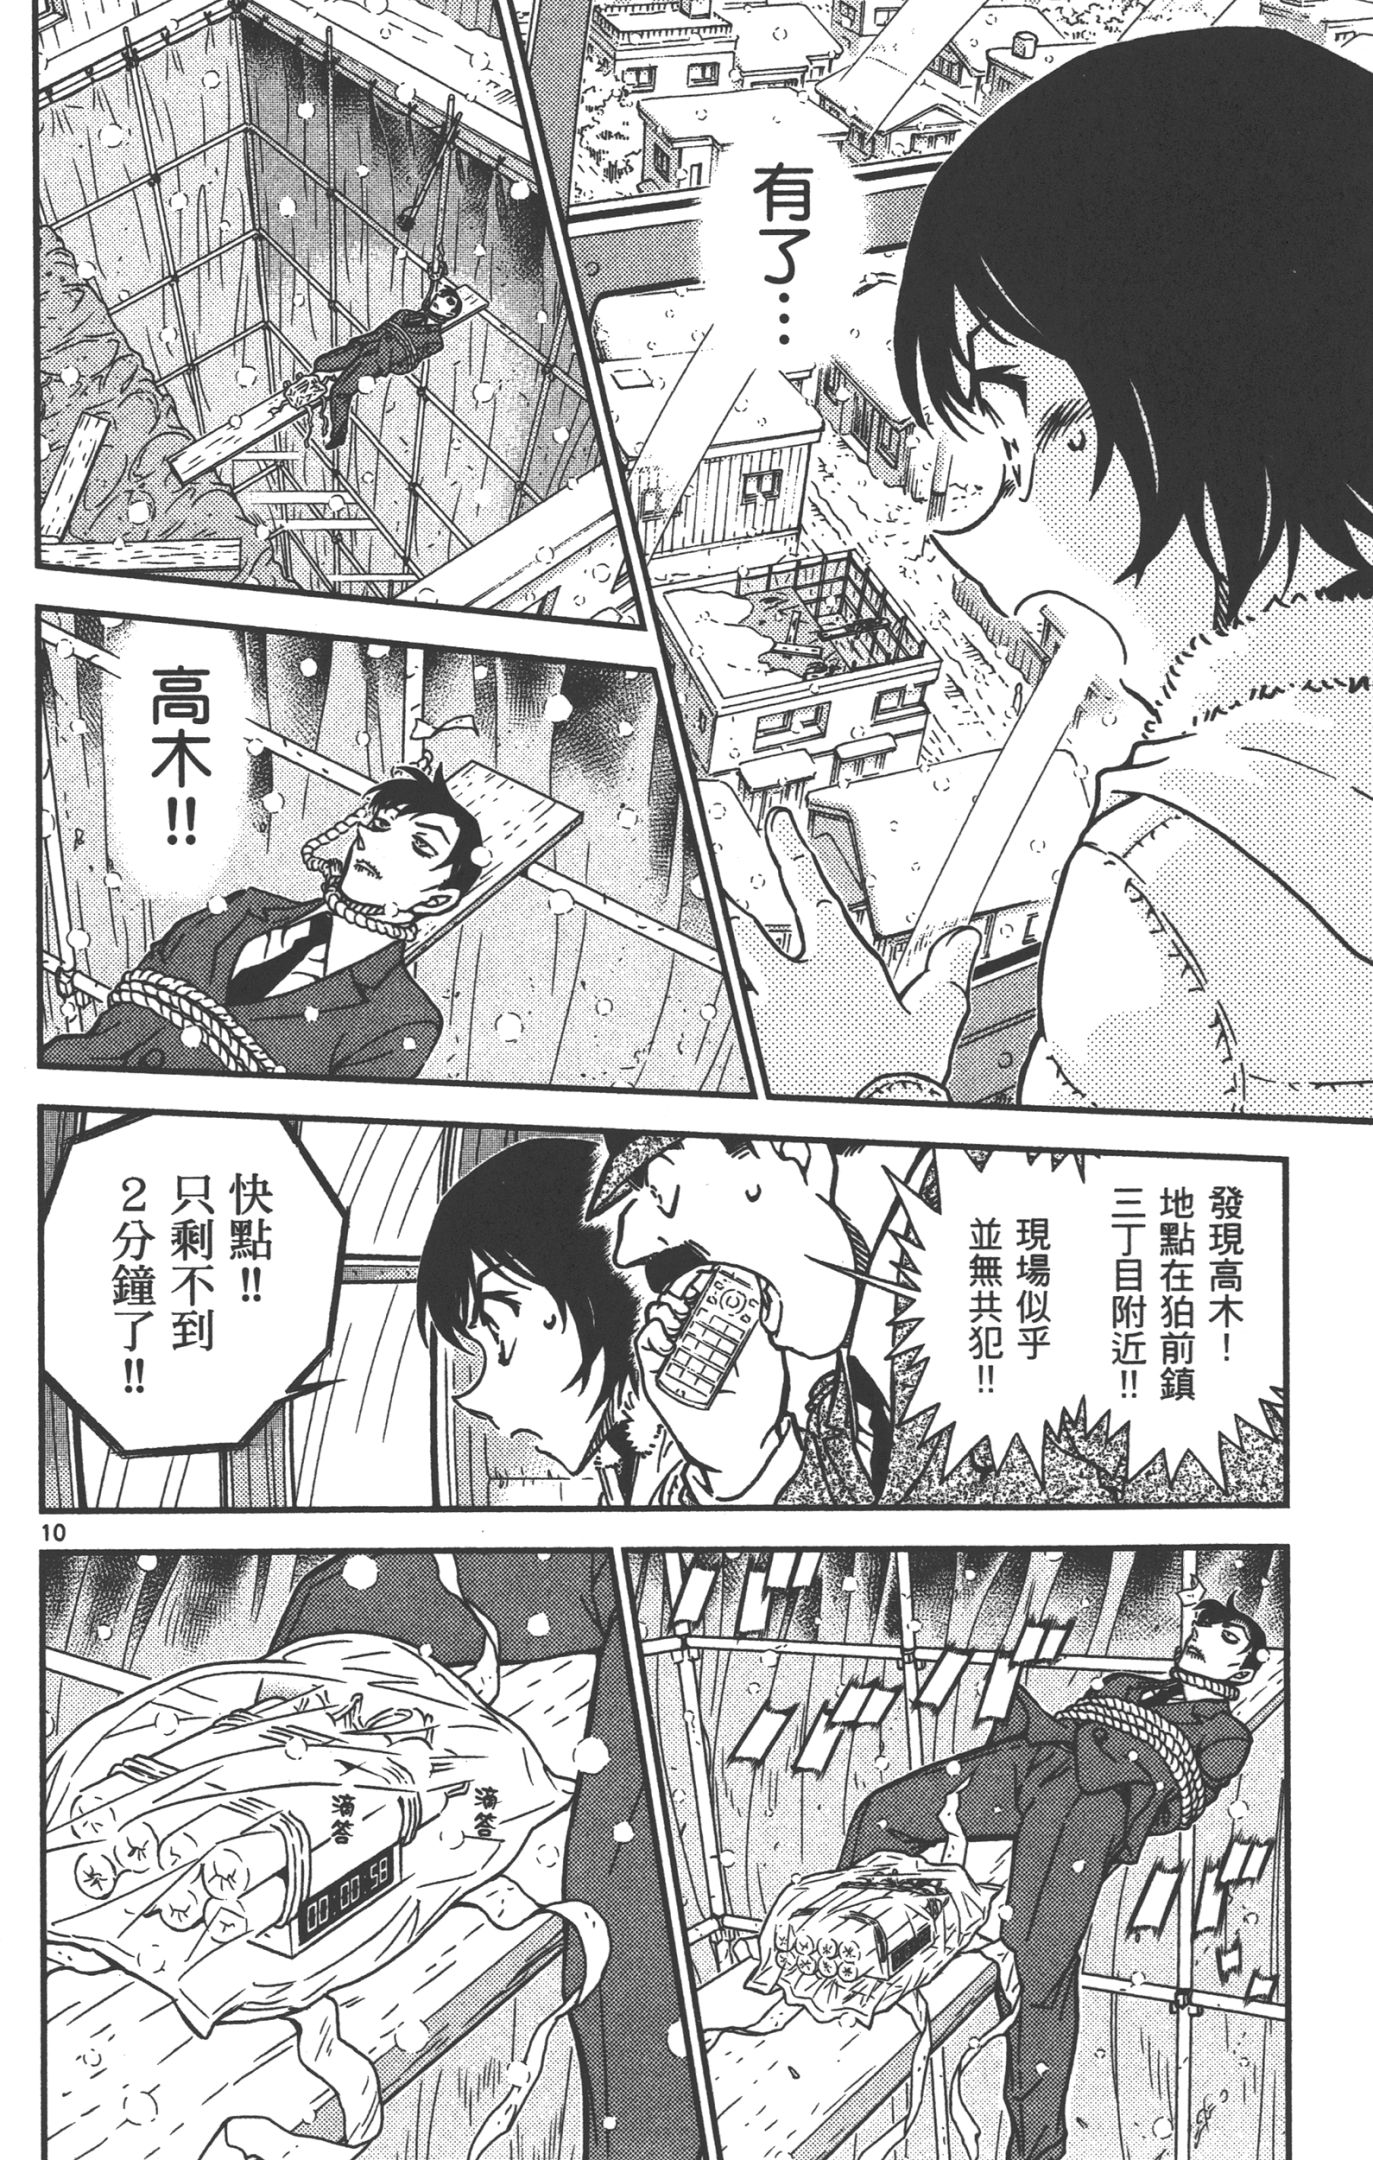 有了…
高木!!
發現高木！
地點在狛前鎮
三丁目附近!!
現場似乎
並無共犯!!
快點!!
只剩不到
2分鐘了!!
10
滴答
滴答
00:00:58